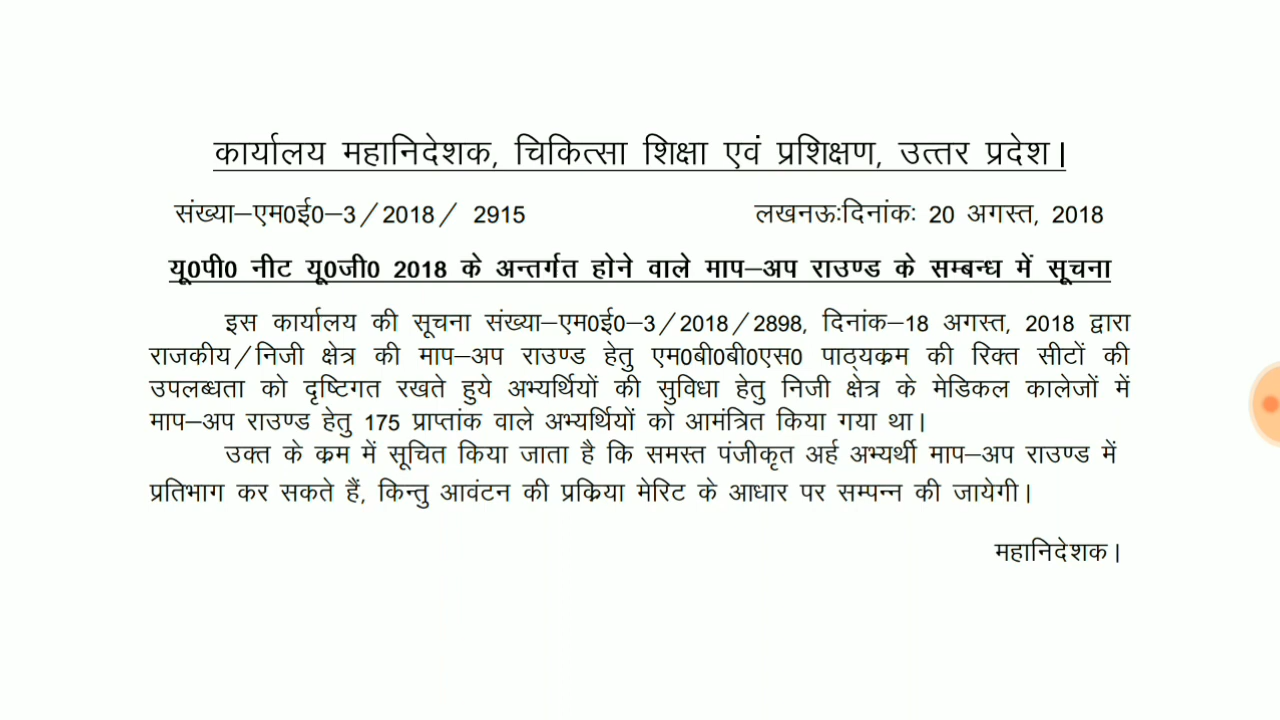 कार्यालय महानिदेशक, चिकित्सा शिक्षा एवं प्रशिक्षण, उत्तर प्रदेश।
संख्या–एम0ई0–3/2018/ 2915 लखनऊःदिनांकः 20 अगस्त, 2018
यू0पी0 नीट यू0जी0 2018 के अन्तर्गत होने वाले माप–अप राउण्ड के सम्बन्ध में सूचना
इस कार्यालय की सूचना संख्या–एम0ई0–3/2018/2898, दिनांक–18 अगस्त, 2018 द्वारा
राजकीय/निजी क्षेत्र की माप–अप राउण्ड हेतु एम0बी0बी0एस0 पाठ्यक्रम की रिक्त सीटों की
उपलब्धता को दृष्टिगत रखते हुये अभ्यर्थियों की सुविधा हेतु निजी क्षेत्र के मेडिकल कालेजों में
माप–अप राउण्ड हेतु 175 प्राप्तांक वाले अभ्यर्थियों को आमंत्रित किया गया था।
उक्त के क्रम में सूचित किया जाता है कि समस्त पंजीकृत अर्ह अभ्यर्थी माप–अप राउण्ड में
प्रतिभाग कर सकते हैं, किन्तु आवंटन की प्रक्रिया मेरिट के आधार पर सम्पन्न की जायेगी।
महानिदेशक।